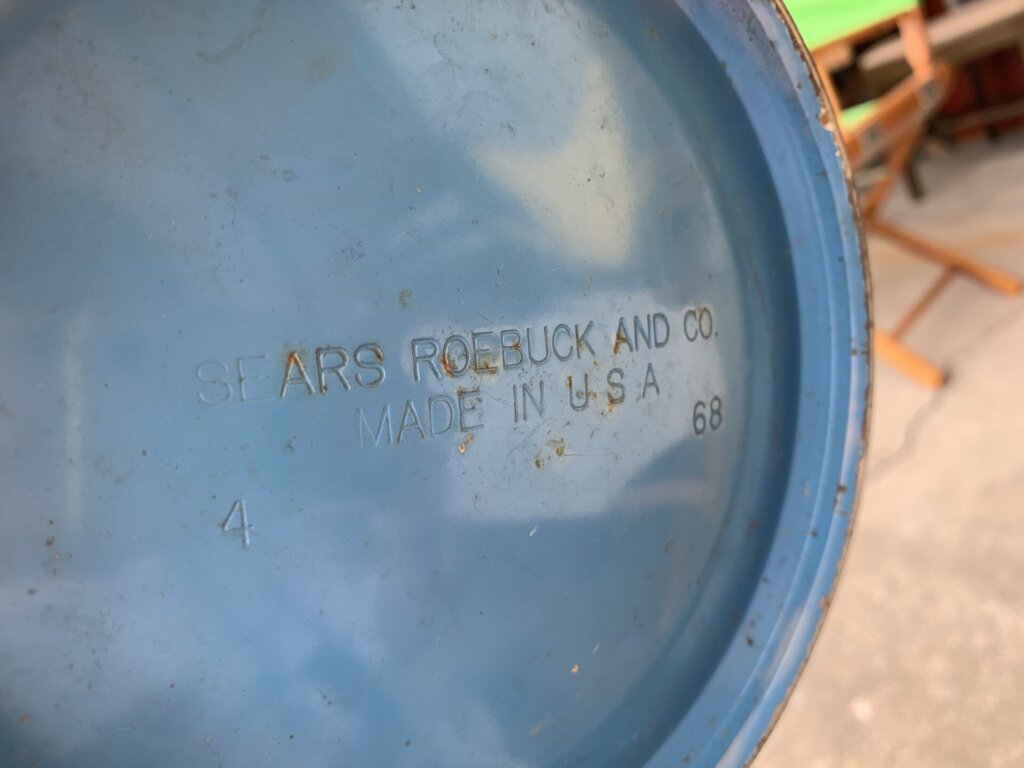 SEARS ROEBUCK AND CO.
MADE IN U.S.A
68
4